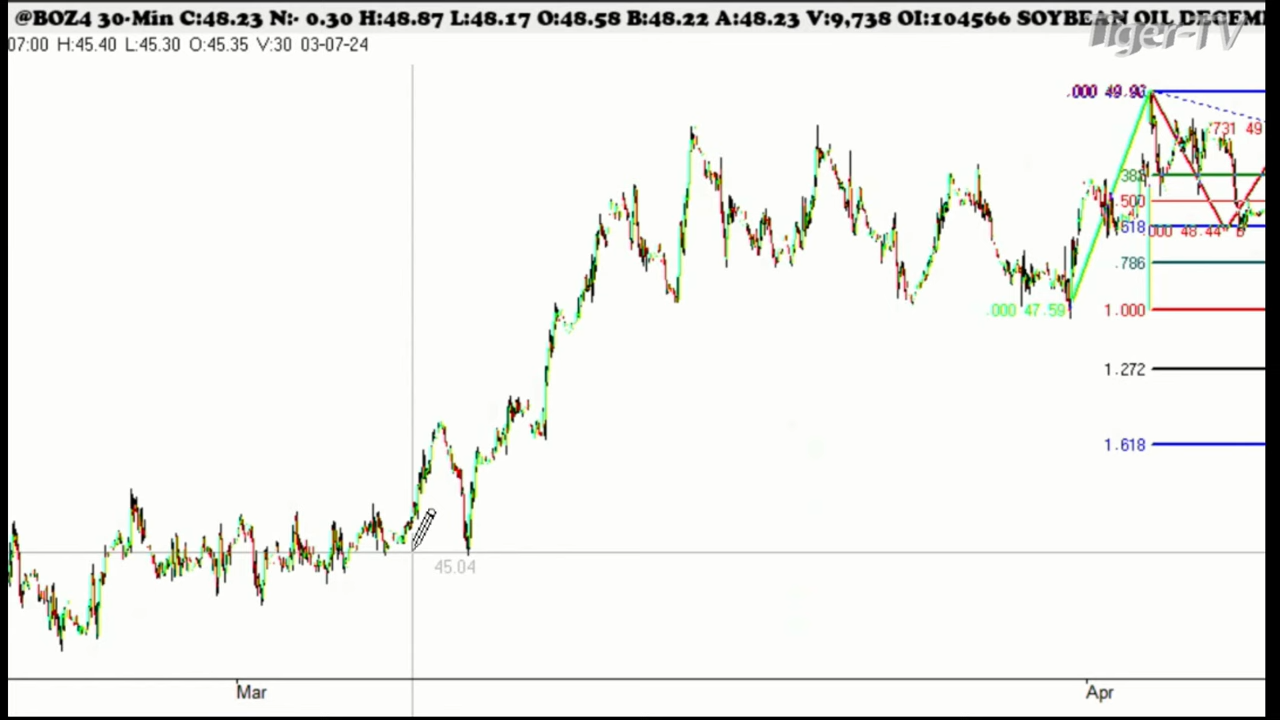 @BOZ4 30-Min C:48.23 N:- 0.30 H:48.87 L:48.17 O:48.58 B:48.22 A:48.23 V:9,738 OI:104566 SOYBEAN OIL DECEM
Tiger-TV
07:00 H:45.40 L:45.30 O:45.35 V:30 03-07-24
.000
.731 49
.382
.500
.618
.000 48.44
.786
.000 47.59
1.000
1.272
1.618
45.04
Mar
Apr